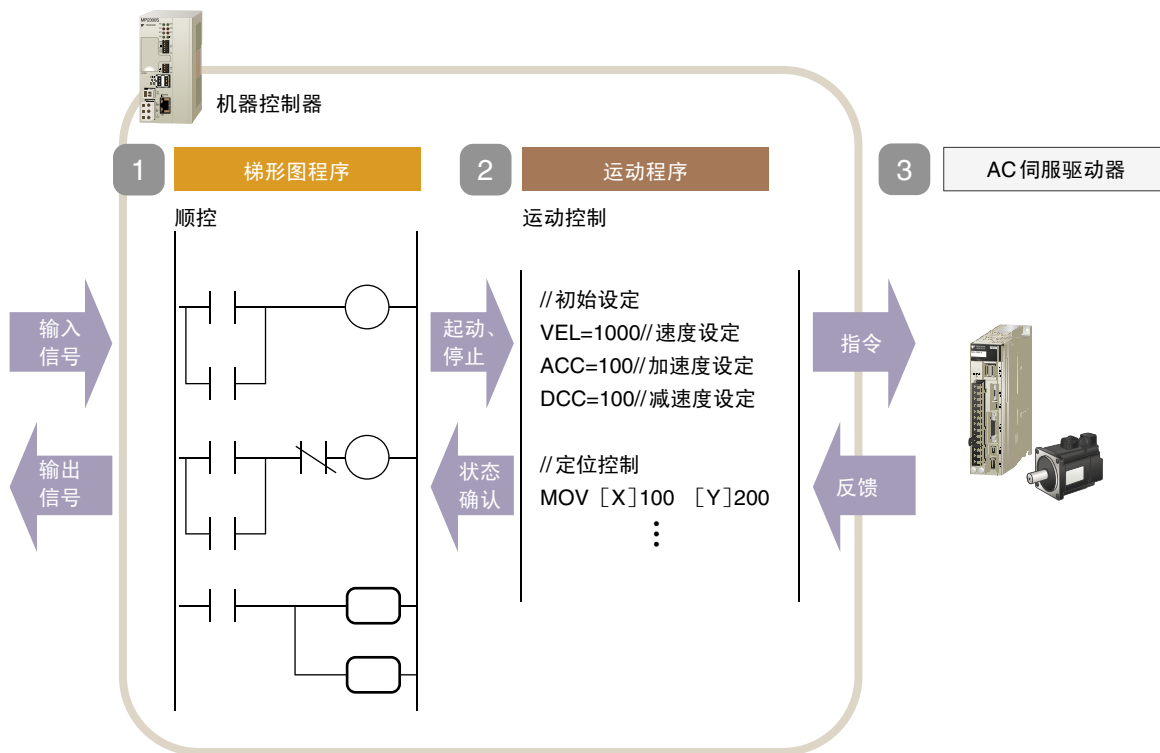 MP2300S
机器控制器
1
梯形图程序
2
运动程序
3
AC伺服驱动器
顺控
运动控制
输入
信号
起动、
停止
//初始设定
VEL=1000//速度设定
ACC=100//加速度设定
DCC=100//减速度设定
指令
输出
信号
状态
确认
//定位控制
MOV [X]100 [Y]200
反馈